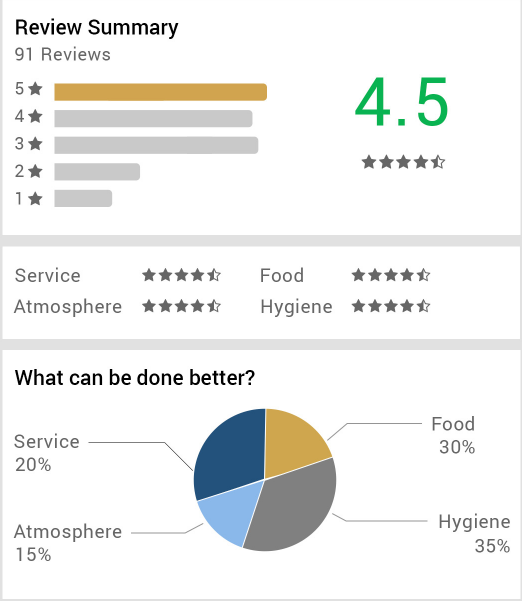 Review Summary
91 Reviews
5
4
3
2
1
4.5
Service
Food
Atmosphere
Hygiene
What can be done better?
Service
20%
Food
30%
Atmosphere
15%
Hygiene
35%